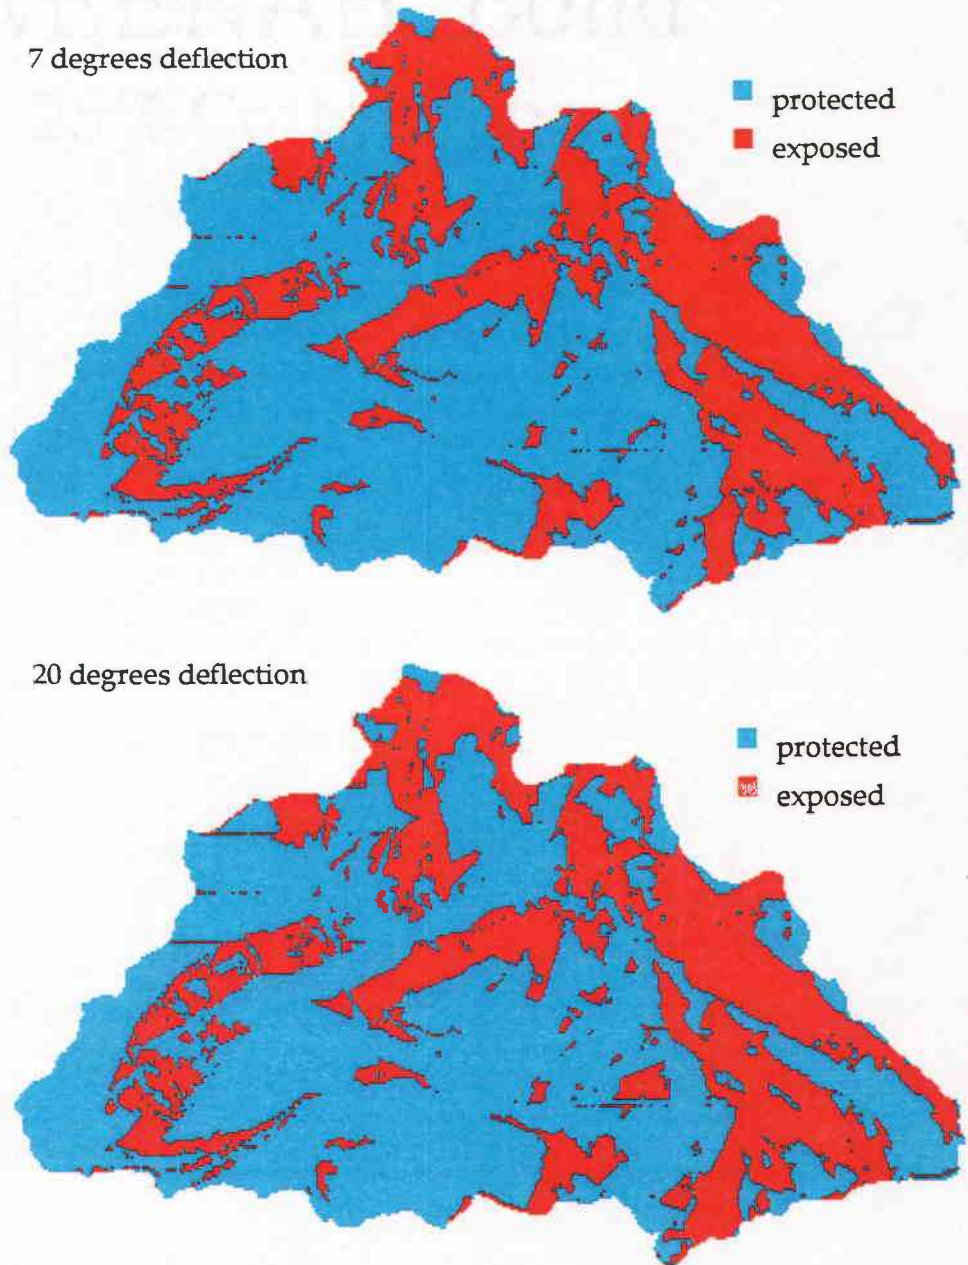 7 degrees deflection
protected
exposed
20 degrees deflection
protected
exposed